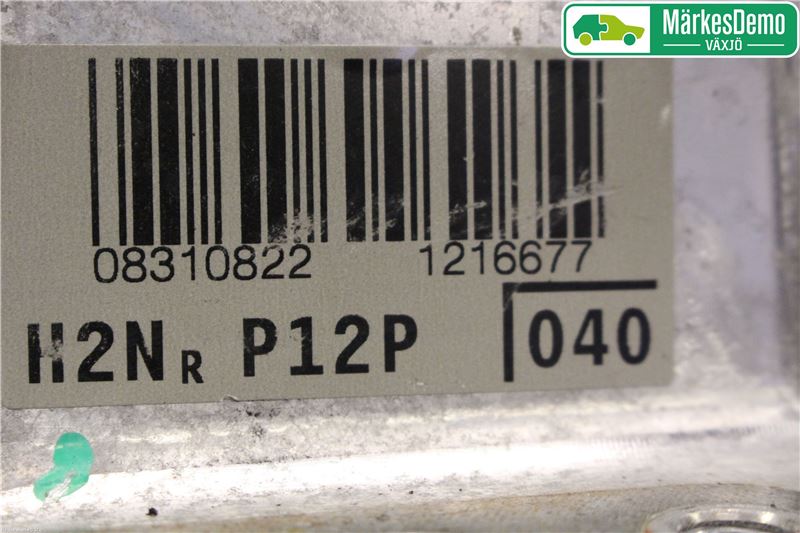 MärkesDemo
VÄXJÖ
08310822 1216677
H2NR P12P 040